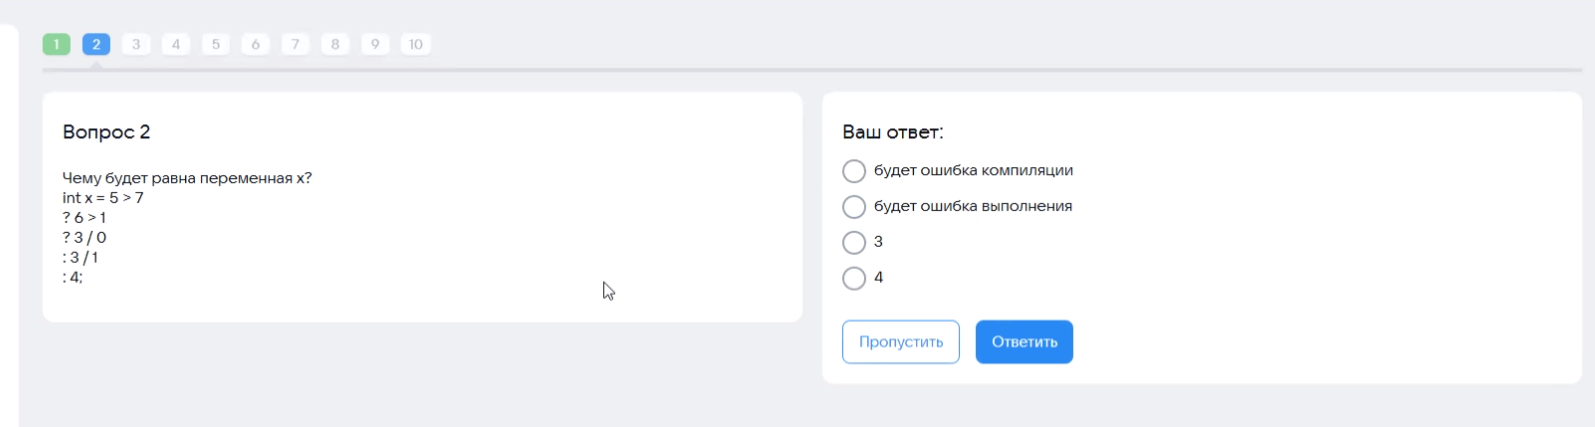 1 2 3 4 5 6 7 8 9 10
Вопрос 2
Чему будет равна переменная x?
int x = 5 > 7
? 6 > 1
? 3 / 0
: 3 / 1
: 4;
Ваш ответ:
будет ошибка компиляции
будет ошибка выполнения
3
4
Пропустить Ответить